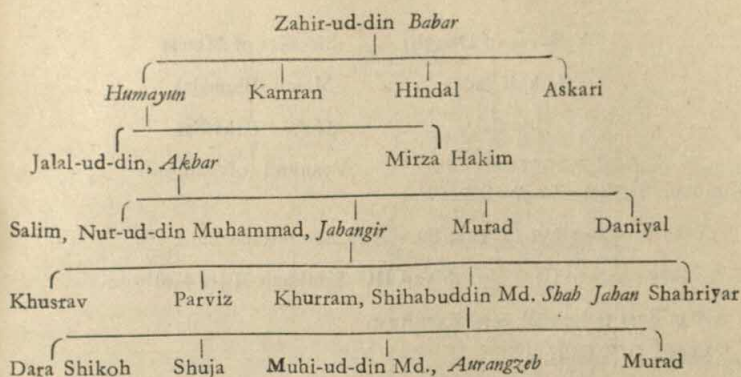 Zahir-ud-din Babar
Humayun Kamran Hindal Askari
Jalal-ud-din, Akbar Mirza Hakim
Salim, Nur-ud-din Muhammad, Jahangir Murad Daniyal
Khusrav Parviz Khurram, Shihabuddin Md. Shah Jahan Shahriyar
Dara Shikoh Shuja Muhi-ud-din Md., Aurangzeb Murad